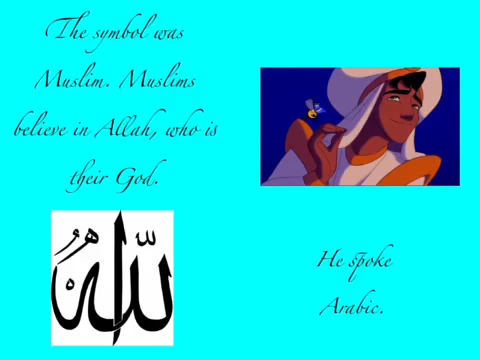 The symbol was
Muslim. Muslims
believe in Allah, who is
their God.
الله
He spoke
Arabic.